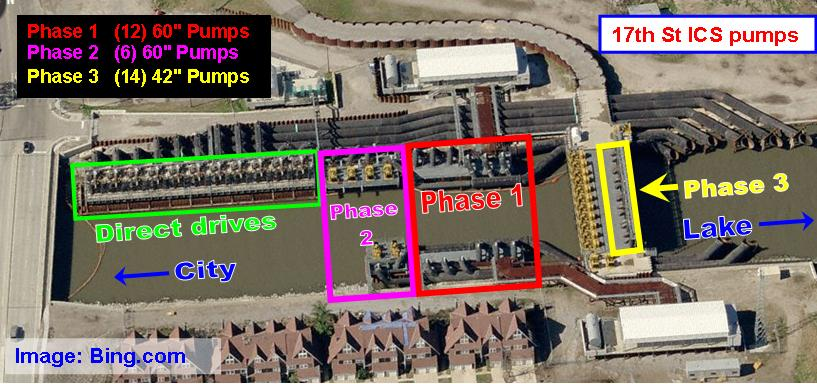 Phase 1 (12) 60" Pumps
Phase 2 (6) 60" Pumps
Phase 3 (14) 42" Pumps
17th St ICS pumps
Direct drives
Phase
2
Phase 1
Phase 3
Lake
City
Image: Bing.com